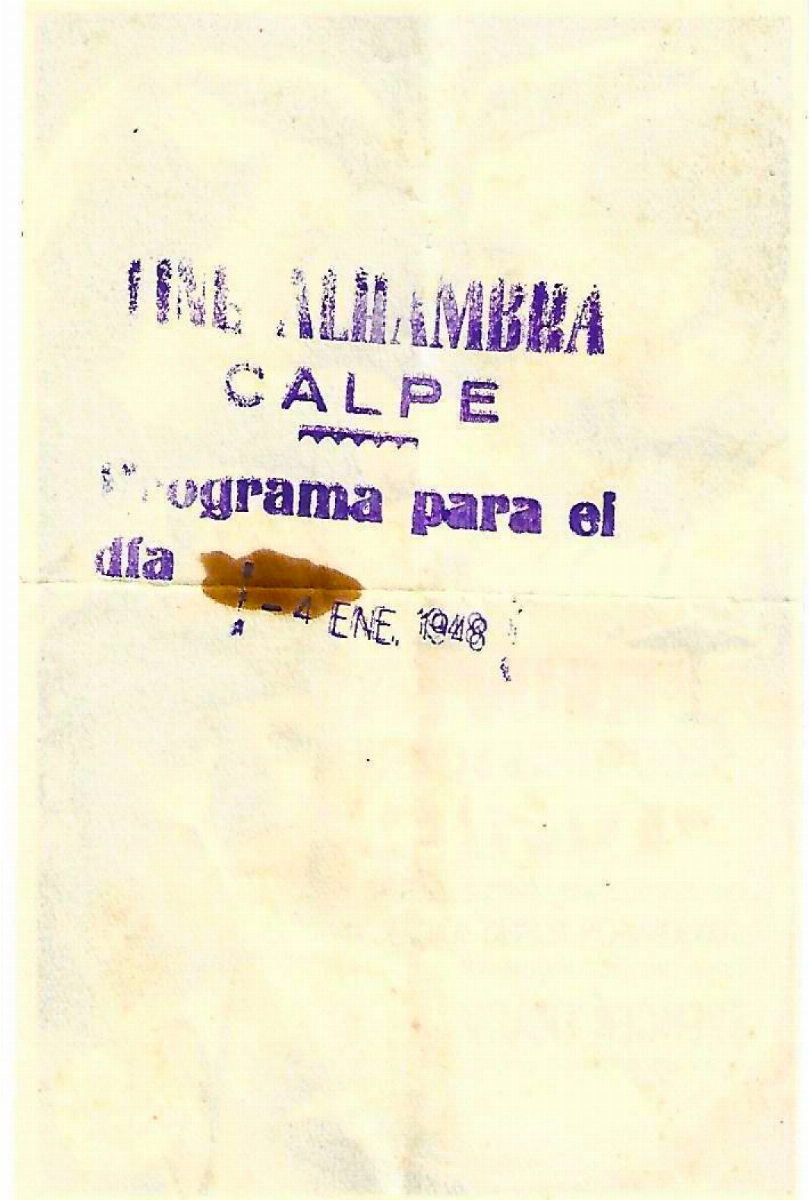 CINE ALHAMBRA
CALPE
Programa para el
día
- 4 ENE. 1948